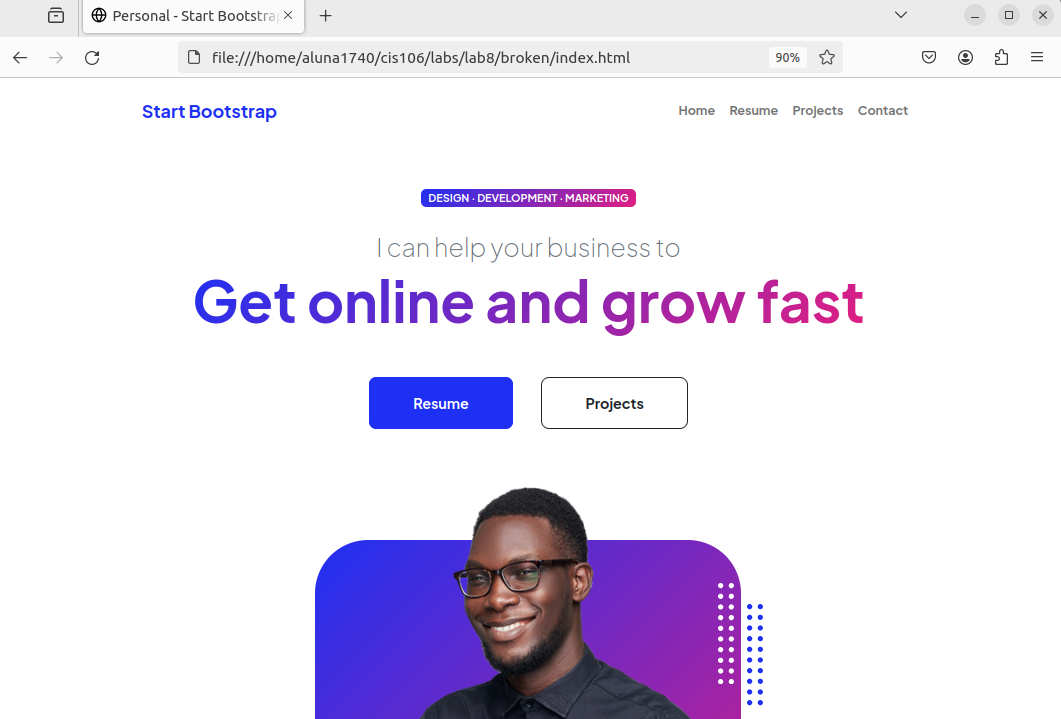 Personal - Start Bootstrap
file:///home/aluna1740/cis106/labs/lab8/broken/index.html
90%
Start Bootstrap
Home Resume Projects Contact
DESIGN · DEVELOPMENT · MARKETING
I can help your business to
Get online and grow fast
Resume Projects